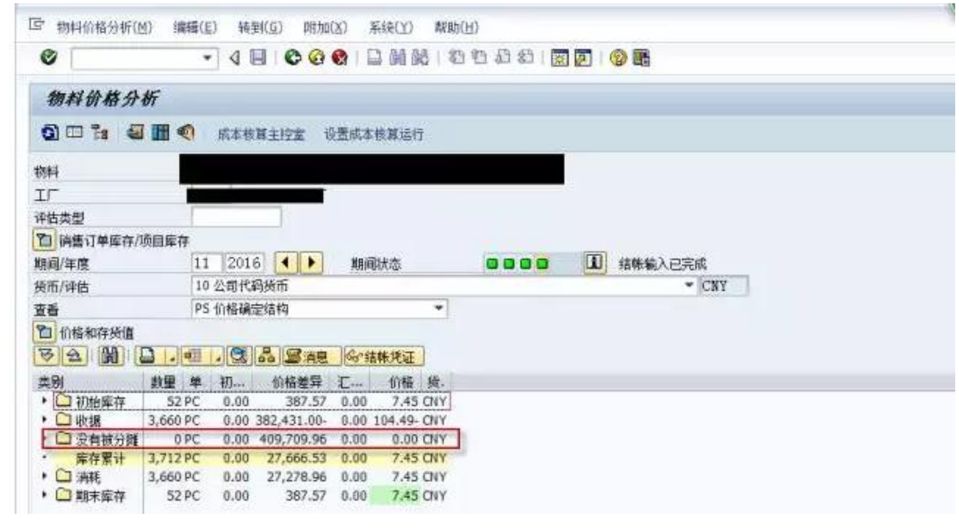 物料价格分析(M) 编辑(E) 转到(G) 附加(X) 系统(Y) 帮助(H)
物料价格分析
成本核算主控室 设置成本核算运行
物料
工厂
评估类型
销售订单库存/项目库存
期间/年度 11 2016 期间状态 结帐输入已完成
货币/评估 10 公司代码货币 CNY
查看 PS 价格确定结构
价格和存货值
消息 结帐凭证
类别 数量 单. 初... 价格差异 汇... 价格 货.
初始库存 52 PC 0.00 387.57 0.00 7.45 CNY
收据 3,660 PC 0.00 382,431.00- 0.00 104.49- CNY
没有被分摊 0 PC 0.00 409,709.96 0.00 0.00 CNY
库存累计 3,712 PC 0.00 27,666.53 0.00 7.45 CNY
消耗 3,660 PC 0.00 27,278.96 0.00 7.45 CNY
期末库存 52 PC 0.00 387.57 0.00 7.45 CNY